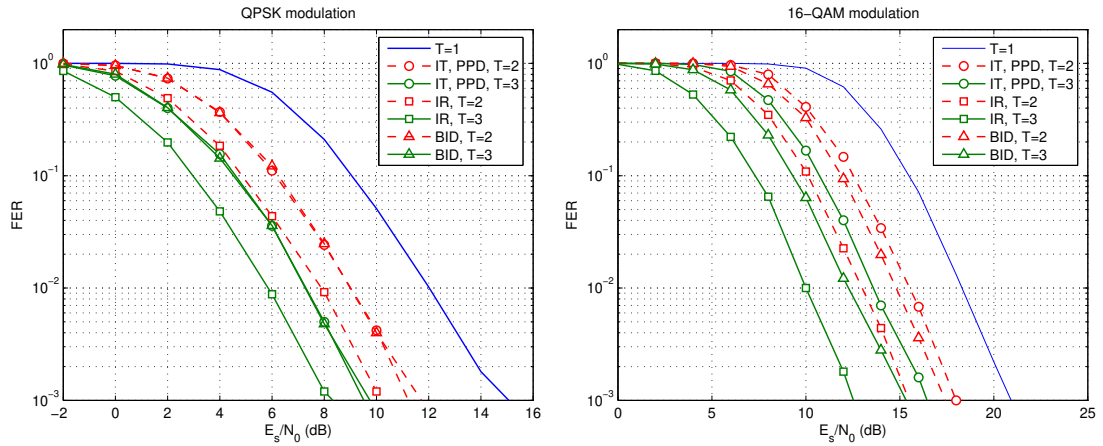 QPSK modulation
10^0
10^-1
10^-2
10^-3
FER
−2 0 2 4 6 8 10 12 14 16
E_s/N_0 (dB)
T=1
IT, PPD, T=2
IT, PPD, T=3
IR, T=2
IR, T=3
BID, T=2
BID, T=3
16−QAM modulation
10^0
10^-1
10^-2
10^-3
FER
0 5 10 15 20 25
E_s/N_0 (dB)
T=1
IT, PPD, T=2
IT, PPD, T=3
IR, T=2
IR, T=3
BID, T=2
BID, T=3